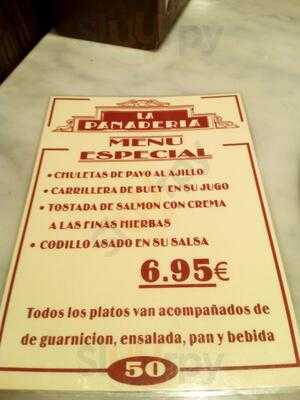 LA
PANADERIA
MENU
ESPECIAL
• CHULETAS DE PAVO AL AJILLO
• CARRILLERA DE BUEY EN SU JUGO
• TOSTADA DE SALMON CON CREMA
A LAS FINAS HIERBAS
• CODILLO ASADO EN SU SALSA
6.95€
Todos los platos van acompañados de
de guarnicion, ensalada, pan y bebida
50